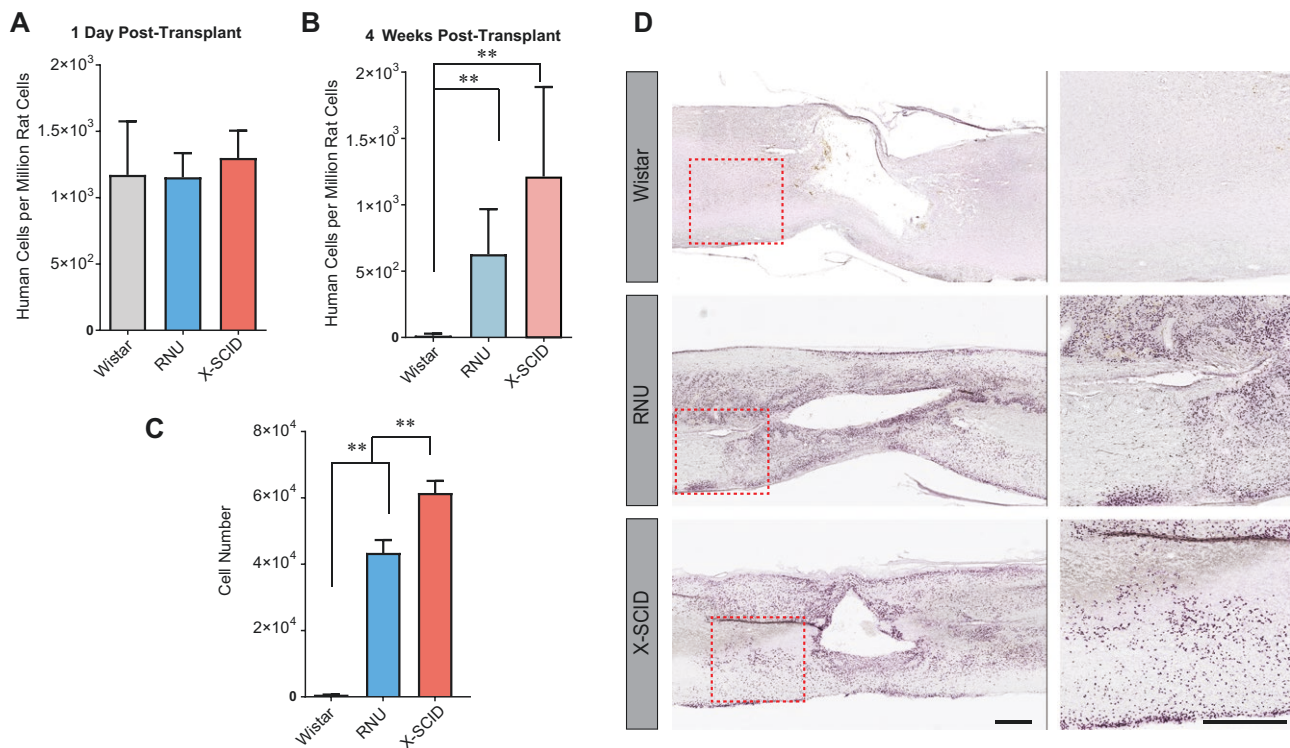 A
1 Day Post-Transplant
Human Cells per Million Rat Cells
2×10³
1.5×10³
1×10³
5×10²
0
Wistar
RNU
X-SCID
B
4 Weeks Post-Transplant
Human Cells per Million Rat Cells
2×10³
1.5×10³
1×10³
5×10²
0
**
**
Wistar
RNU
X-SCID
C
Cell Number
8×10⁴
6×10⁴
4×10⁴
2×10⁴
0
**
**
Wistar
RNU
X-SCID
D
Wistar
RNU
X-SCID